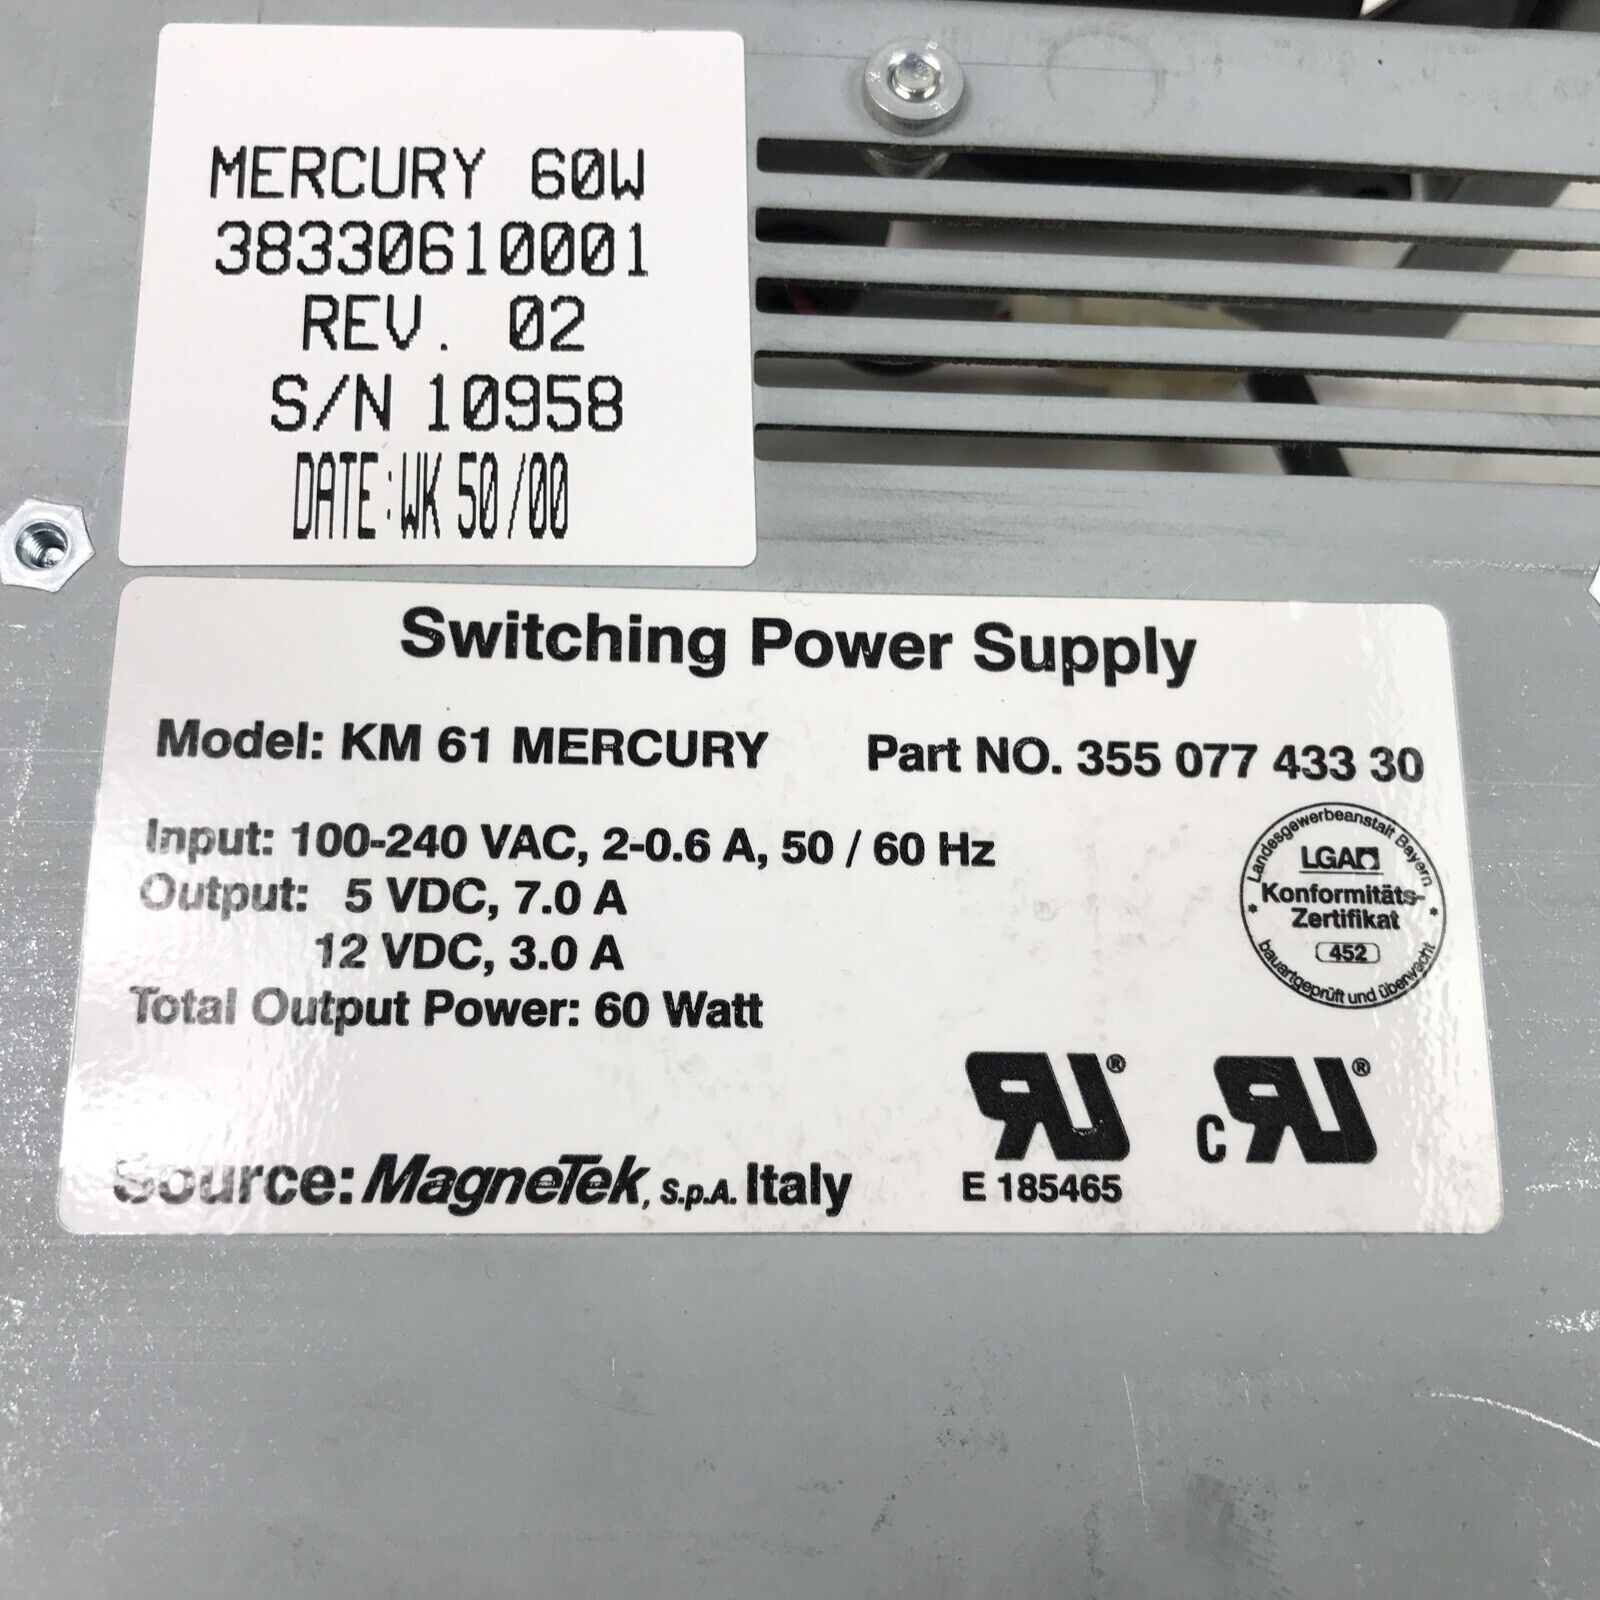 MERCURY 60W
38330610001
REV. 02
S/N 10958
DATE:WK 50/00
Switching Power Supply
Model: KM 61 MERCURY Part NO. 355 077 433 30
Input: 100-240 VAC, 2-0.6 A, 50 / 60 Hz
Output: 5 VDC, 7.0 A
12 VDC, 3.0 A
Total Output Power: 60 Watt
Landesgewerbeanstalt Bayern
LGA
Konformitäts-
Zertifikat
452
bauartgeprüft und überwacht
RU® c RU®
E 185465
Source: MagneTek, S.p.A. Italy